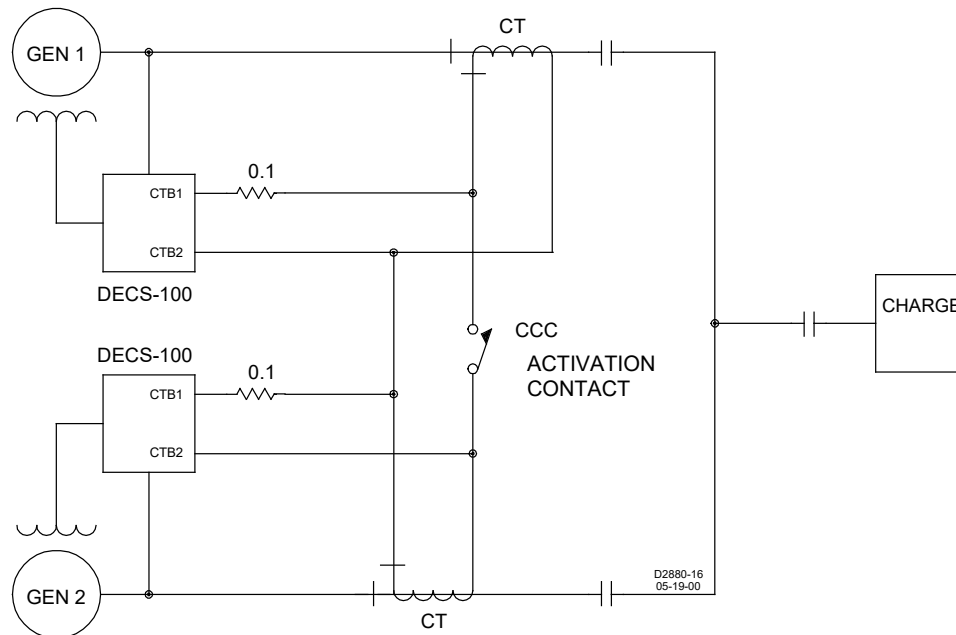 GEN 1
CT
0.1
CTB1
CTB2
DECS-100
CCC
ACTIVATION
CONTACT
CHARGE
DECS-100
0.1
CTB1
CTB2
D2880-16
05-19-00
GEN 2
CT